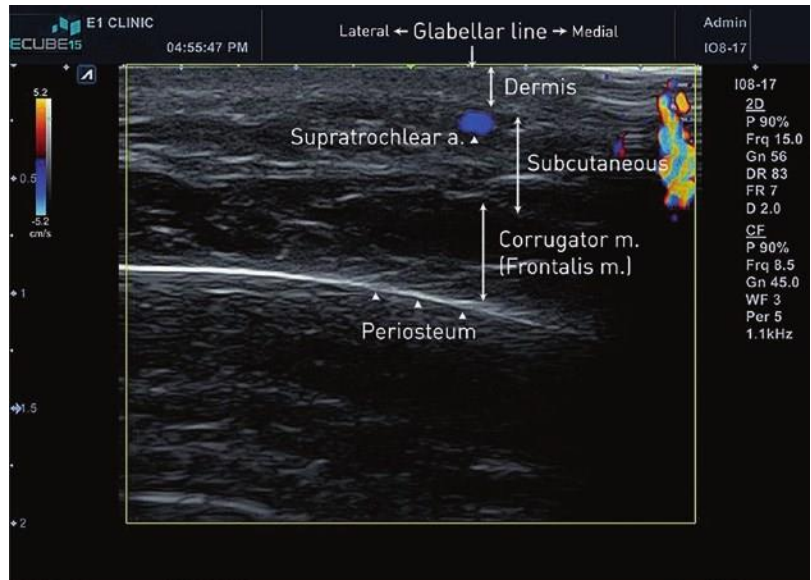 E1 CLINIC
ECUBE15
04:55:47 PM
Lateral ← Glabellar line → Medial
Admin
IO8-17
5.2
-5.2
cm/s
Dermis
Supratrochlear a.
Subcutaneous
Corrugator m.
(Frontalis m.)
Periosteum
0.5
1
1.5
2
I08-17
2D
P 90%
Frq 15.0
Gn 56
DR 83
FR 7
D 2.0
CF
P 90%
Frq 8.5
Gn 45.0
WF 3
Per 5
1.1kHz